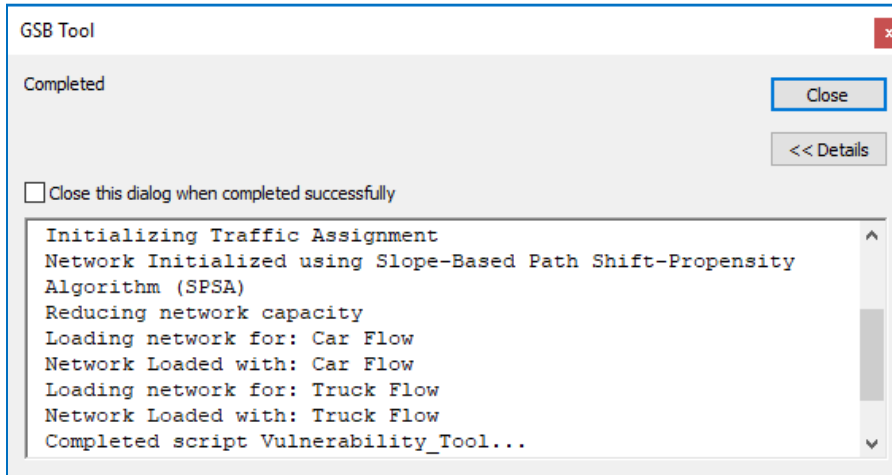 GSB Tool
x
Completed
Close
<< Details
Close this dialog when completed successfully
Initializing Traffic Assignment
Network Initialized using Slope-Based Path Shift-Propensity
Algorithm (SPSA)
Reducing network capacity
Loading network for: Car Flow
Network Loaded with: Car Flow
Loading network for: Truck Flow
Network Loaded with: Truck Flow
Completed script Vulnerability_Tool...